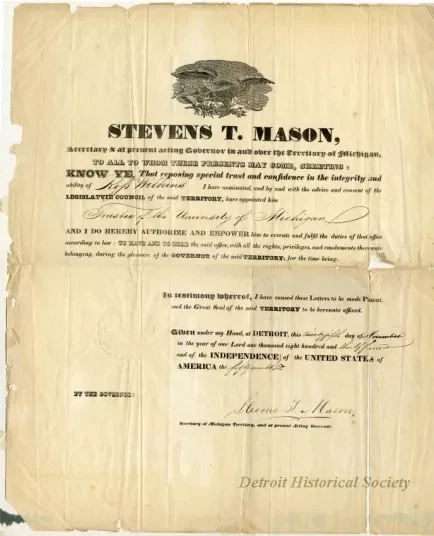 STEVENS T. MASON,
Secretary & at present acting Governor in and over the Territory of Michigan,
TO ALL TO WHOM THESE PRESENTS MAY COME, GREETING:
KNOW YE, That reposing special trust and confidence in the integrity and
ability of Ross Wilkins I have nominated, and by and with the advice and consent of the
LEGISLATIVE COUNCIL of the said TERRITORY, have appointed him
Trustee of the University of Michigan
AND I DO HEREBY AUTHORIZE AND EMPOWER him to execute and fulfil the duties of that office
according to law: TO HAVE AND TO HOLD the said office, with all the rights, privileges, and emoluments thereunto
belonging, during the pleasure of the GOVERNOR of the said TERRITORY, for the time being.
In testimony whereof, I have caused these Letters to be made Patent,
and the Great Seal of the said TERRITORY to be hereunto affixed.
Given under my Hand, at DETROIT, this day of November
in the year of our Lord one thousand eight hundred and
and of the INDEPENDENCE of the UNITED STATES of
AMERICA the
BY THE GOVERNOR:
Stevens T. Mason,
Secretary of Michigan Territory, and at present Acting Governor.
Detroit Historical Society